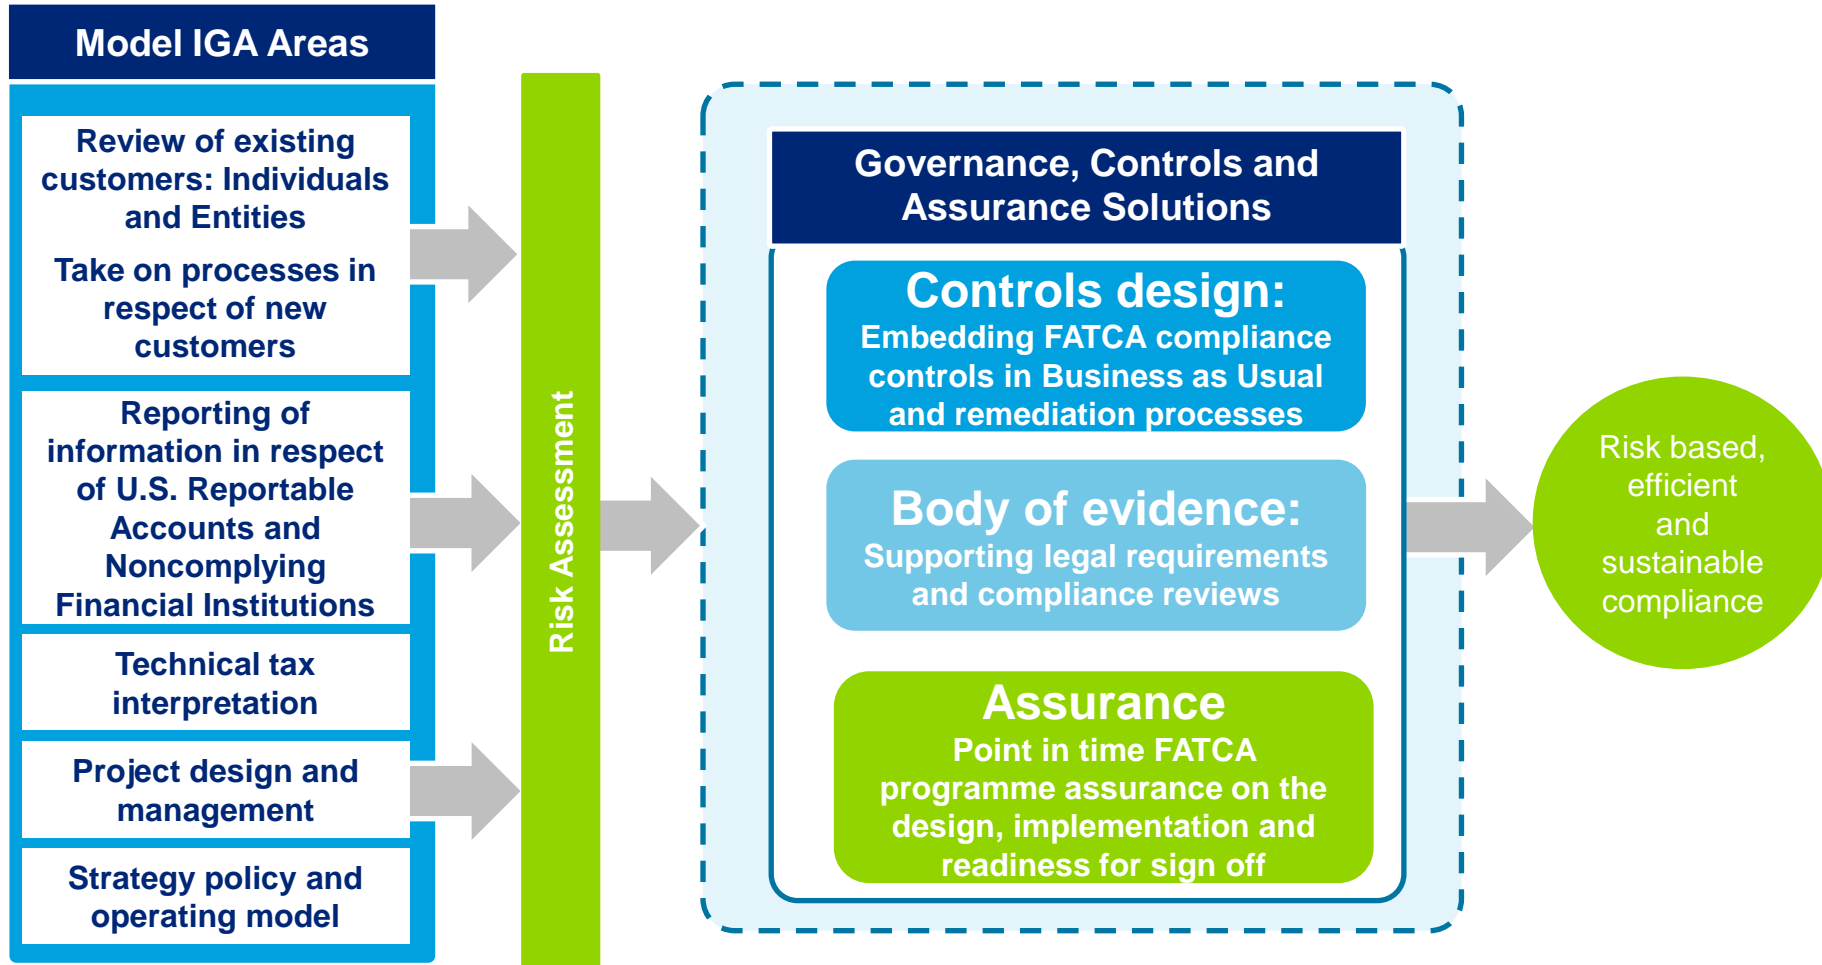 Model IGA Areas
Review of existing
customers: Individuals
and Entities
Take on processes in
respect of new
customers
Reporting of
information in respect
of U.S. Reportable
Accounts and
Noncomplying
Financial Institutions
Technical tax
interpretation
Project design and
management
Strategy policy and
operating model
Risk Assessment
Governance, Controls and
Assurance Solutions
Controls design:
Embedding FATCA compliance
controls in Business as Usual
and remediation processes
Body of evidence:
Supporting legal requirements
and compliance reviews
Assurance
Point in time FATCA
programme assurance on the
design, implementation and
readiness for sign off
Risk based,
efficient
and
sustainable
compliance